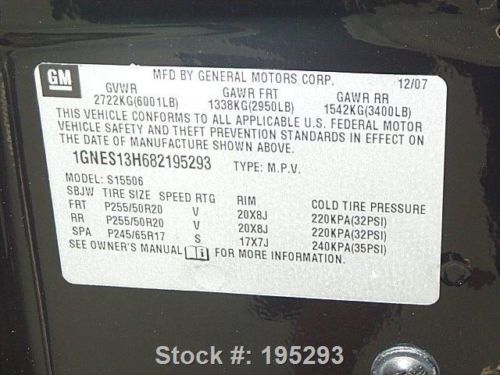 GM MFD BY GENERAL MOTORS CORP. 12/07
GVWR GAWR FRT GAWR RR
2722KG(6001LB) 1338KG(2950LB) 1542KG(3400LB)
THIS VEHICLE CONFORMS TO ALL APPLICABLE U.S. FEDERAL MOTOR
VEHICLE SAFETY AND THEFT PREVENTION STANDARDS IN EFFECT ON
THE DATE OF MANUFACTURE SHOWN ABOVE.
1GNES13H682195293 TYPE: M.P.V.
MODEL: S15506
SBJW TIRE SIZE SPEED RTG RIM COLD TIRE PRESSURE
FRT P255/50R20 V 20X8J 220KPA(32PSI)
RR P255/50R20 V 20X8J 220KPA(32PSI)
SPA P245/65R17 S 17X7J 240KPA(35PSI)
SEE OWNER'S MANUAL FOR MORE INFORMATION.
Stock #: 195293